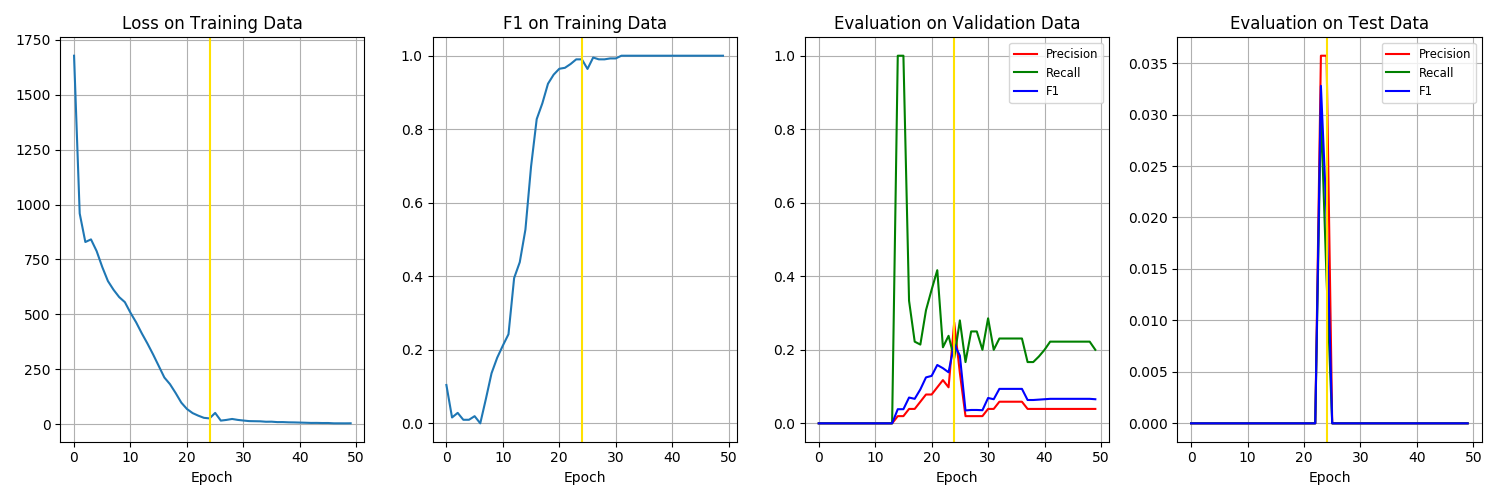 Loss on Training Data
1750
1500
1250
1000
750
500
250
0
0 10 20 30 40 50
Epoch
F1 on Training Data
1.0
0.8
0.6
0.4
0.2
0.0
0 10 20 30 40 50
Epoch
Evaluation on Validation Data
Precision
Recall
F1
1.0
0.8
0.6
0.4
0.2
0.0
0 10 20 30 40 50
Epoch
Evaluation on Test Data
Precision
Recall
F1
0.035
0.030
0.025
0.020
0.015
0.010
0.005
0.000
0 10 20 30 40 50
Epoch